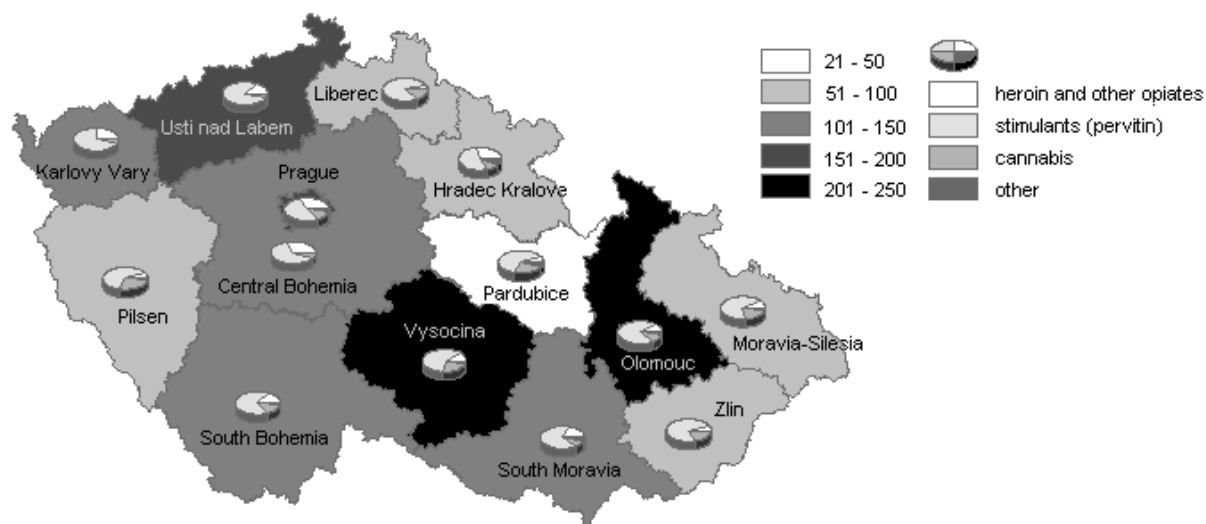 Liberec
Usti nad Labem
Karlovy Vary
Prague
Hradec Kralove
Central Bohemia
Pardubice
Pilsen
Vysocina
Olomouc
Moravia-Silesia
South Bohemia
Zlin
South Moravia
21 - 50
51 - 100
101 - 150
151 - 200
201 - 250
heroin and other opiates
stimulants (pervitin)
cannabis
other